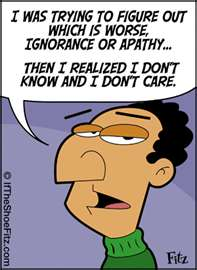 I WAS TRYING TO FIGURE OUT
WHICH IS WORSE,
IGNORANCE OR APATHY...
THEN I REALIZED I DON'T
KNOW AND I DON'T CARE.
© IfTheShoeFitz.com
Fitz